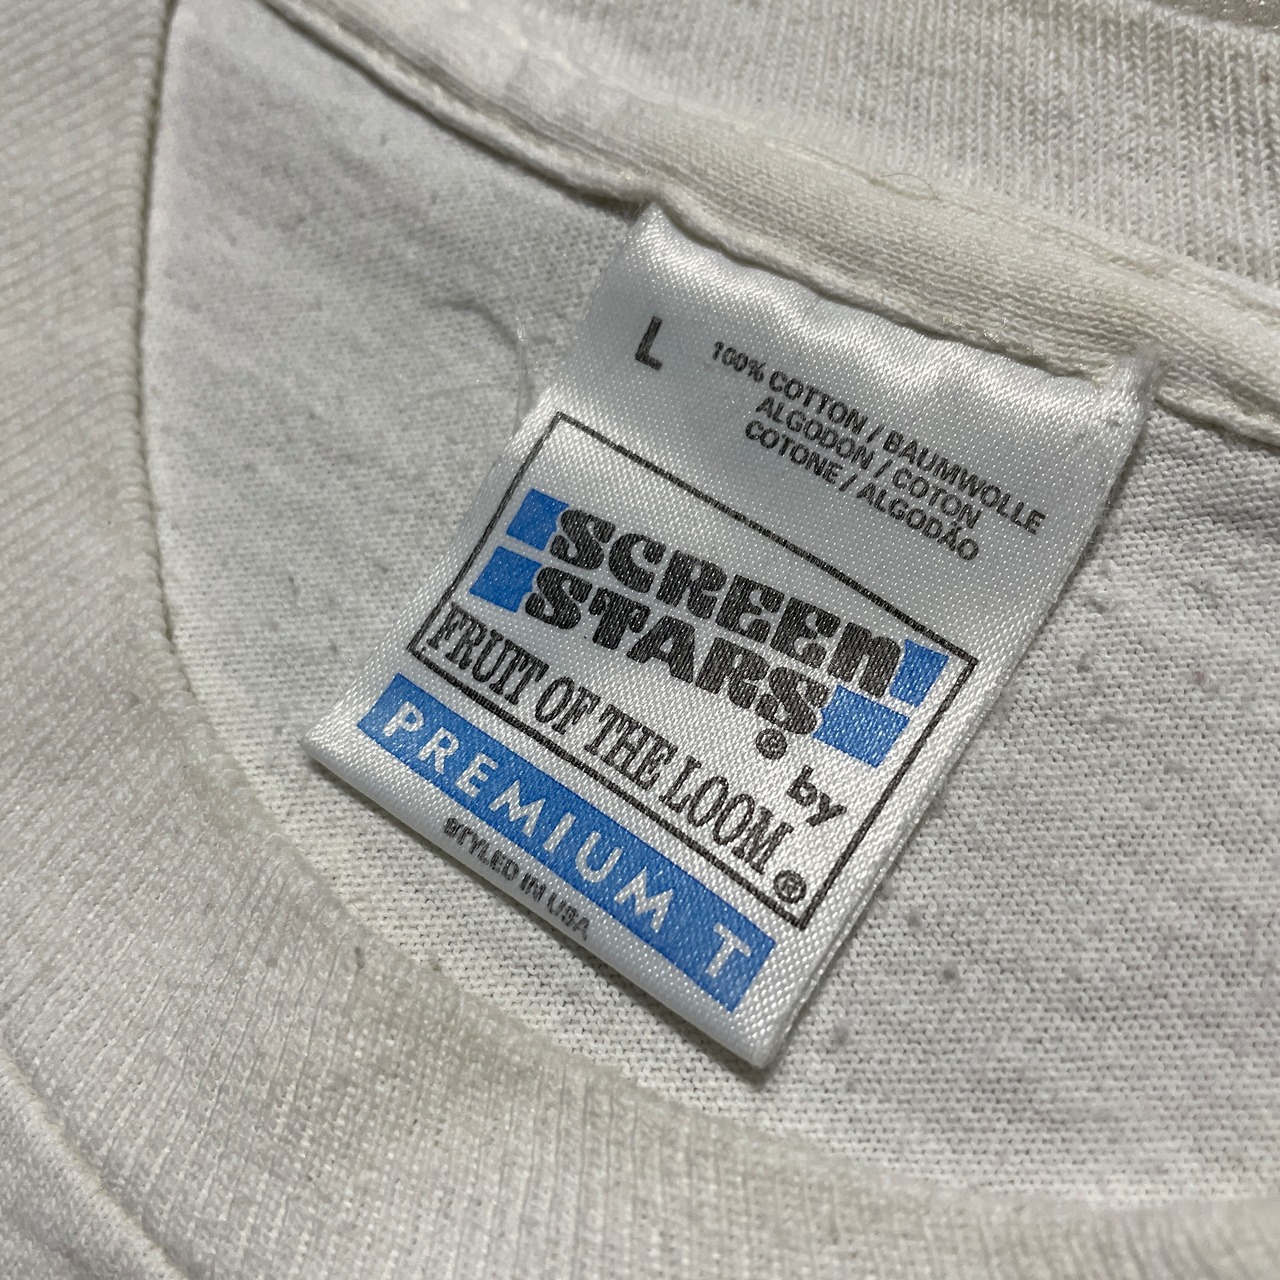 L
100% COTTON / BAUMWOLLE
ALGODON / COTON
COTONE / ALGODÃO
SCREEN
STARS®
by
FRUIT OF THE LOOM®
PREMIUM T
STYLED IN USA